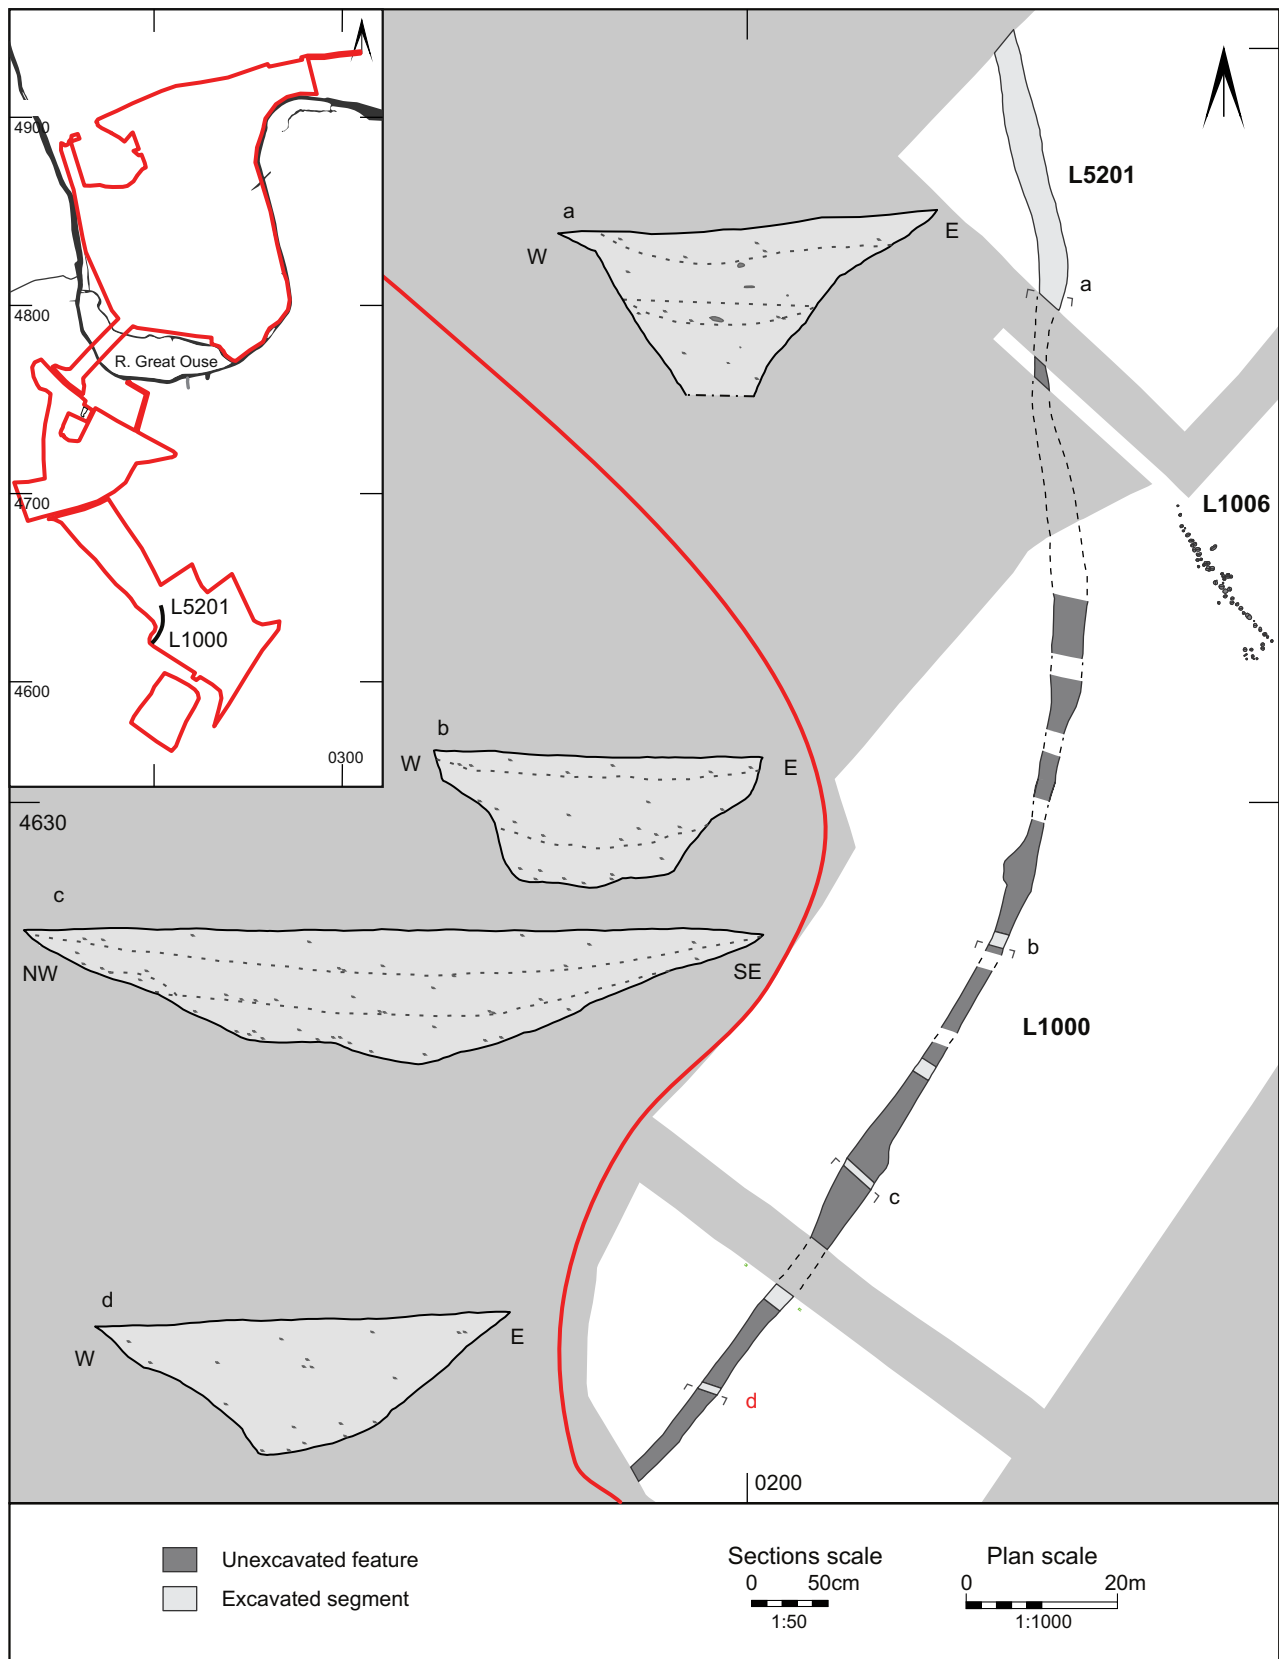 4900
4800
R. Great Ouse
4700
L5201
L1000
4600
0300
4630
a
W
E
b
W
E
c
NW
SE
d
W
E
L5201
a
L1006
b
L1000
c
d
0200
Unexcavated feature
Excavated segment
Sections scale
0 50cm
1:50
Plan scale
0 20m
1:1000